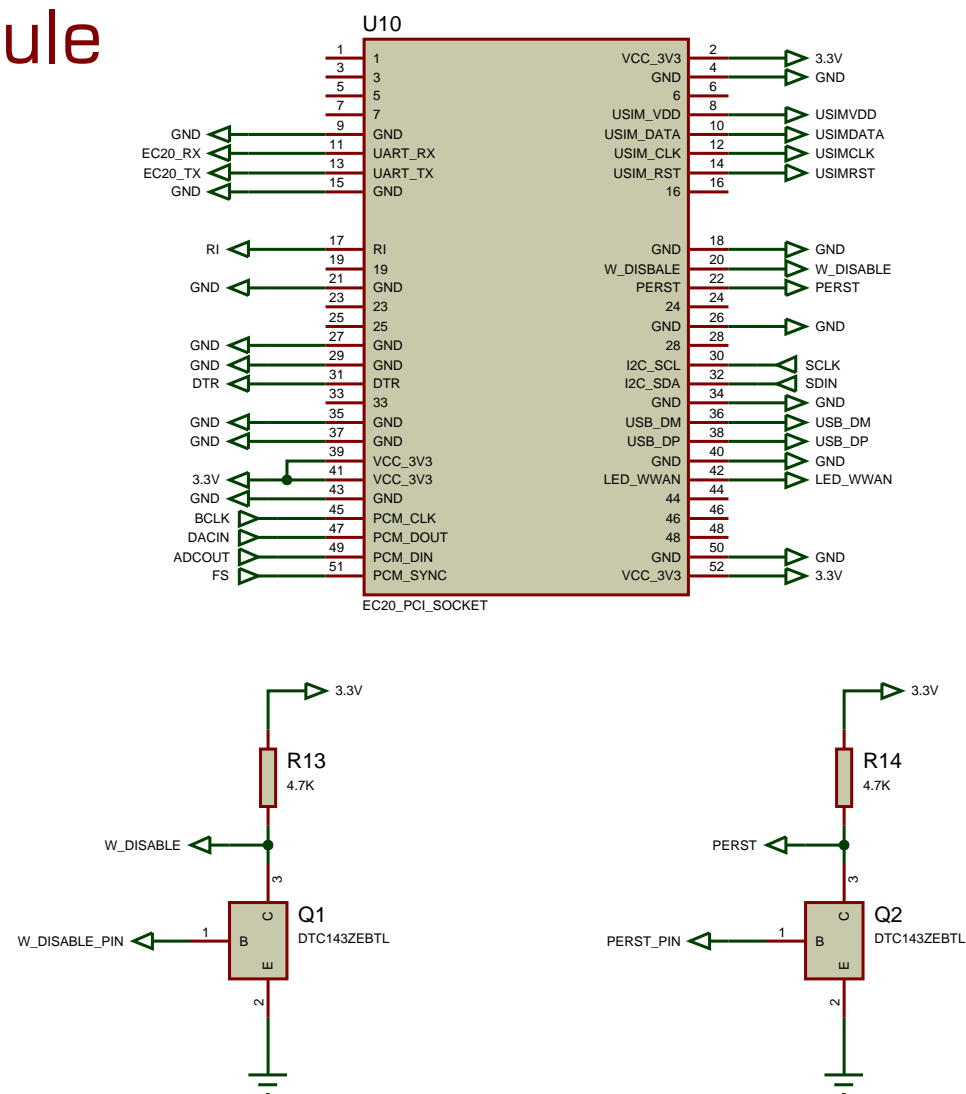 ule
U10
1 1 VCC_3V3 2 3.3V
3 3 GND 4 GND
5 5 6 6
7 7 USIM_VDD 8 USIMVDD
GND 9 GND USIM_DATA 10 USIMDATA
EC20_RX 11 UART_RX USIM_CLK 12 USIMCLK
EC20_TX 13 UART_TX USIM_RST 14 USIMRST
GND 15 GND 16 16
RI 17 RI GND 18 GND
19 19 W_DISBALE 20 W_DISABLE
GND 21 GND PERST 22 PERST
23 23 24 24
25 25 GND 26 GND
GND 27 GND 28 28
GND 29 GND I2C_SCL 30 SCLK
DTR 31 DTR I2C_SDA 32 SDIN
33 33 GND 34 GND
GND 35 GND USB_DM 36 USB_DM
GND 37 GND USB_DP 38 USB_DP
39 VCC_3V3 GND 40 GND
3.3V 41 VCC_3V3 LED_WWAN 42 LED_WWAN
GND 43 GND 44 44
BCLK 45 PCM_CLK 46 46
DACIN 47 PCM_DOUT 48 48
ADCOUT 49 PCM_DIN GND 50 GND
FS 51 PCM_SYNC VCC_3V3 52 3.3V
EC20_PCI_SOCKET
3.3V
R13
4.7K
W_DISABLE
3
C
Q1
DTC143ZEBTL
W_DISABLE_PIN 1 B
E
2
3.3V
R14
4.7K
PERST
3
C
Q2
DTC143ZEBTL
PERST_PIN 1 B
E
2